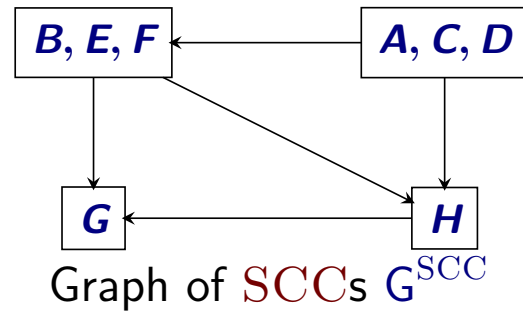 B, E, F
A, C, D
G
H
Graph of SCCs G^SCC